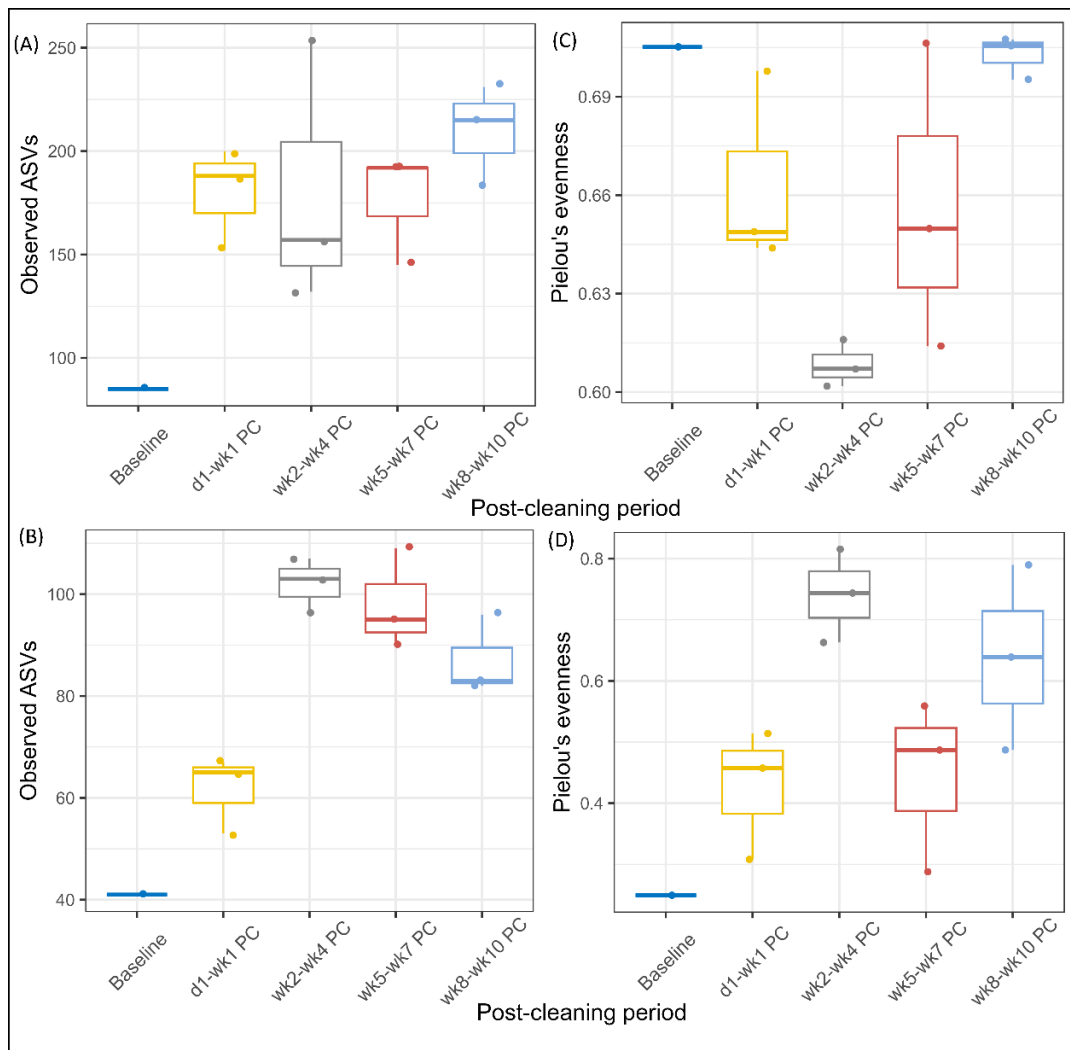 (A)
Observed ASVs
250
200
150
100
Baseline
d1-wk1 PC
wk2-wk4 PC
wk5-wk7 PC
wk8-wk10 PC
(C)
Pielou's evenness
0.69
0.66
0.63
0.60
Baseline
d1-wk1 PC
wk2-wk4 PC
wk5-wk7 PC
wk8-wk10 PC
Post-cleaning period
(B)
Observed ASVs
100
80
60
40
Baseline
d1-wk1 PC
wk2-wk4 PC
wk5-wk7 PC
wk8-wk10 PC
(D)
Pielou's evenness
0.8
0.6
0.4
Baseline
d1-wk1 PC
wk2-wk4 PC
wk5-wk7 PC
wk8-wk10 PC
Post-cleaning period